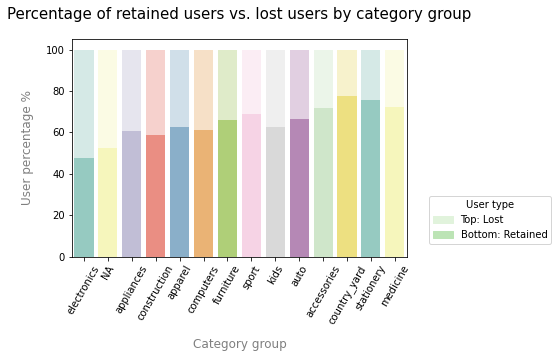 Percentage of retained users vs. lost users by category group
User percentage %
100
80
60
40
20
0
electronics
NA
appliances
construction
apparel
computers
furniture
sport
kids
auto
accessories
country_yard
stationery
medicine
Category group
User type
Top: Lost
Bottom: Retained